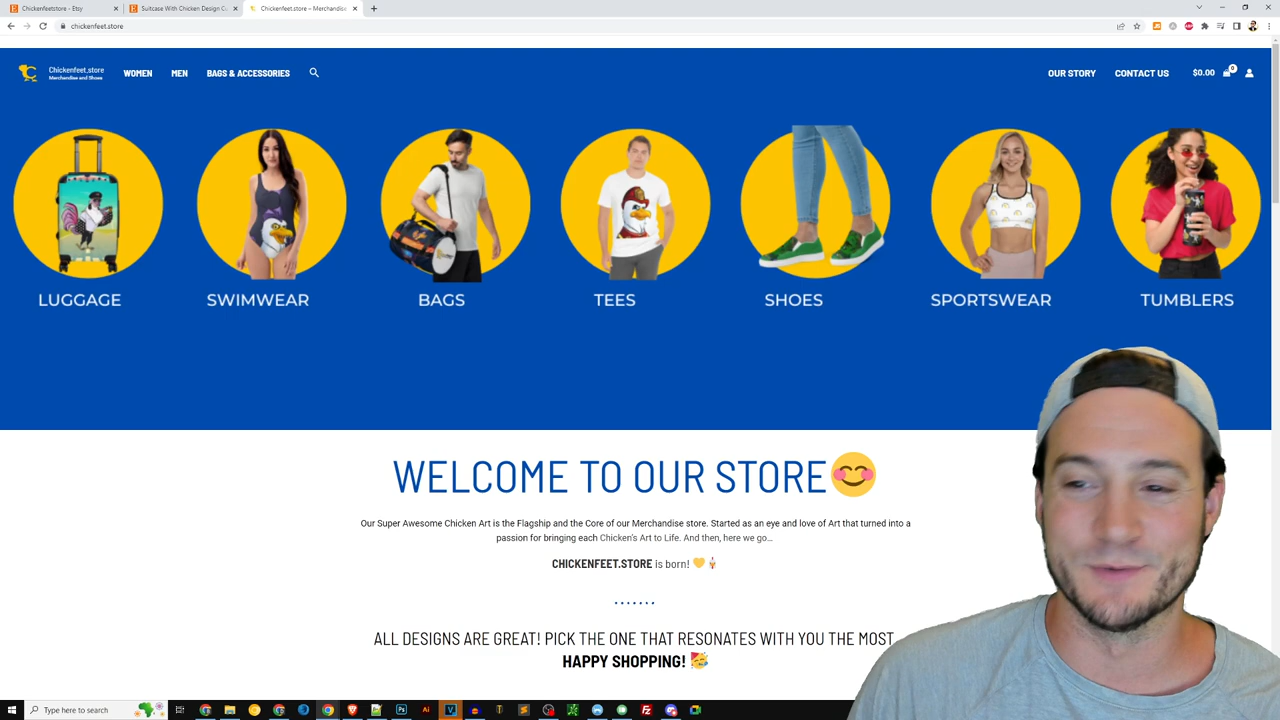 Chickenfeetstore - Etsy
Suitcase With Chicken Design C
Chickenfeet.store – Merchandise
chickenfeet.store
Chickenfeet.store
Merchandise and Shoes
WOMEN
MEN
BAGS & ACCESSORIES
OUR STORY
CONTACT US
$0.00
0
LUGGAGE
SWIMWEAR
BAGS
TEES
SHOES
SPORTSWEAR
TUMBLERS
WELCOME TO OUR STORE😊
Our Super Awesome Chicken Art is the Flagship and the Core of our Merchandise store. Started as an eye and love of Art that turned into a
passion for bringing each Chicken's Art to Life. And then, here we go...
CHICKENFEET.STORE is born!
ALL DESIGNS ARE GREAT! PICK THE ONE THAT RESONATES WITH YOU THE MOST
HAPPY SHOPPING! 🥳
Type here to search